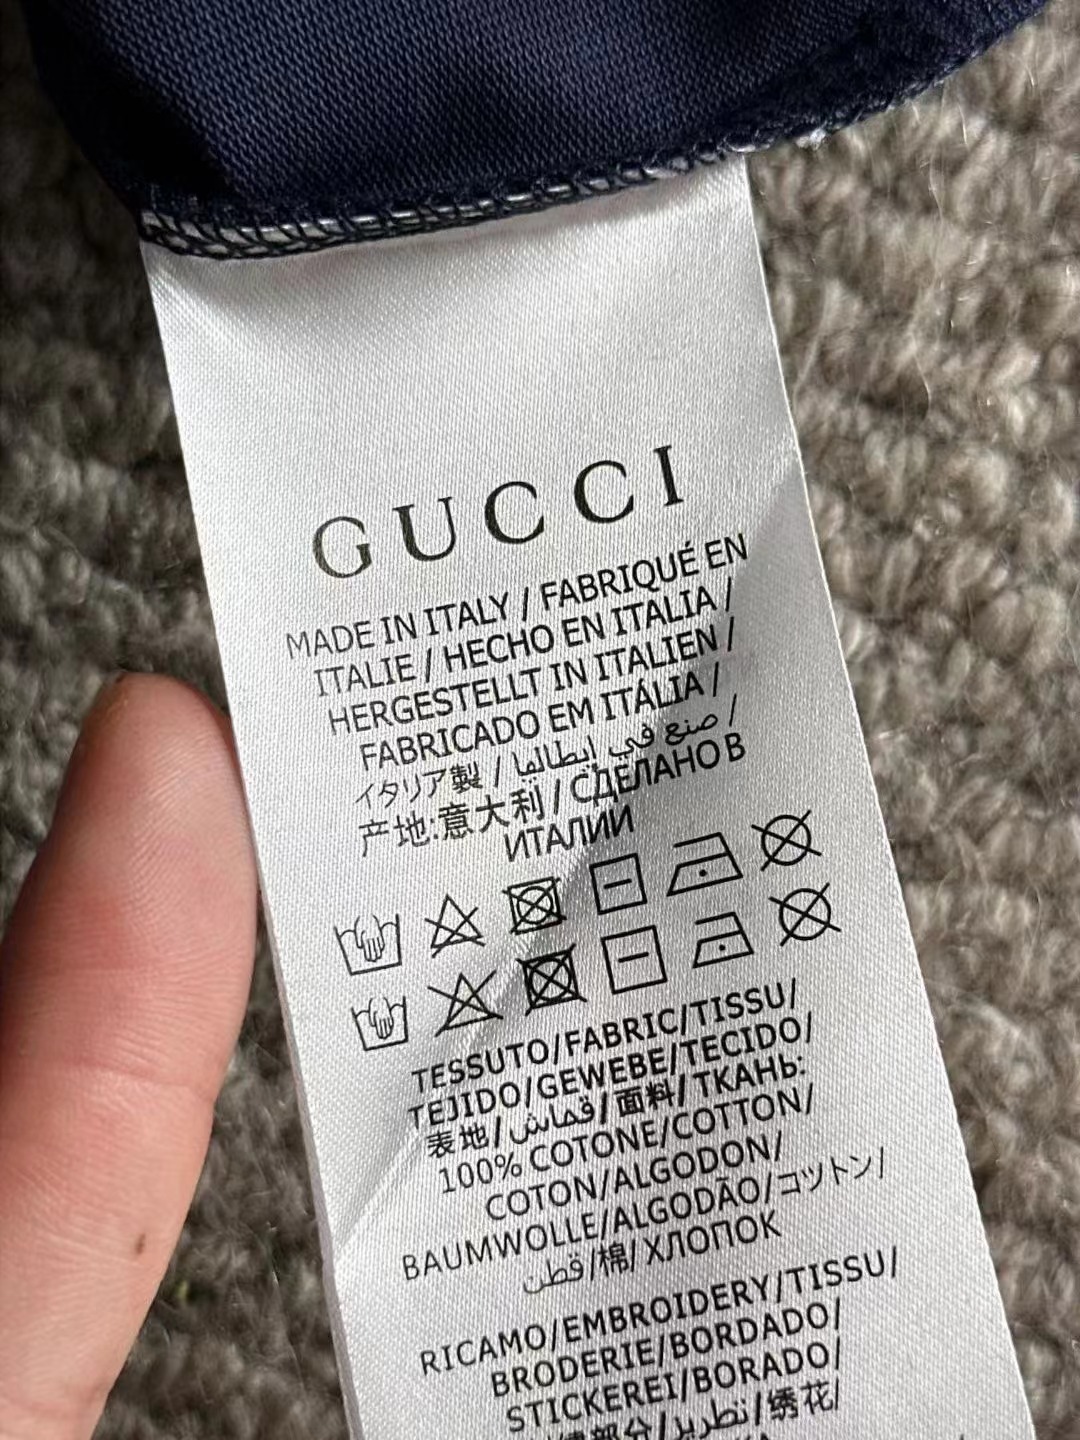 GUCCI
MADE IN ITALY / FABRIQUÉ EN
ITALIE / HECHO EN ITALIA /
HERGESTELLT IN ITALIEN /
FABRICADO EM ITÁLIA /
イタリア製 / صنع في إيطاليا /
产地:意大利 / СДЕЛАНО В
ИТАЛИИ
TESSUTO/FABRIC/TISSU/
TEJIDO/GEWEBE/TECIDO/
表地/قماش/面料/ТКАНЬ:
100% COTONE/COTTON/
COTON/ALGODON/
BAUMWOLLE/ALGODÃO/コットン/
قطن/棉/ХЛОПОК
RICAMO/EMBROIDERY/TISSU/
BRODERIE/BORDADO/
STICKEREI/BORADO/
部分/تطريز/绣花/